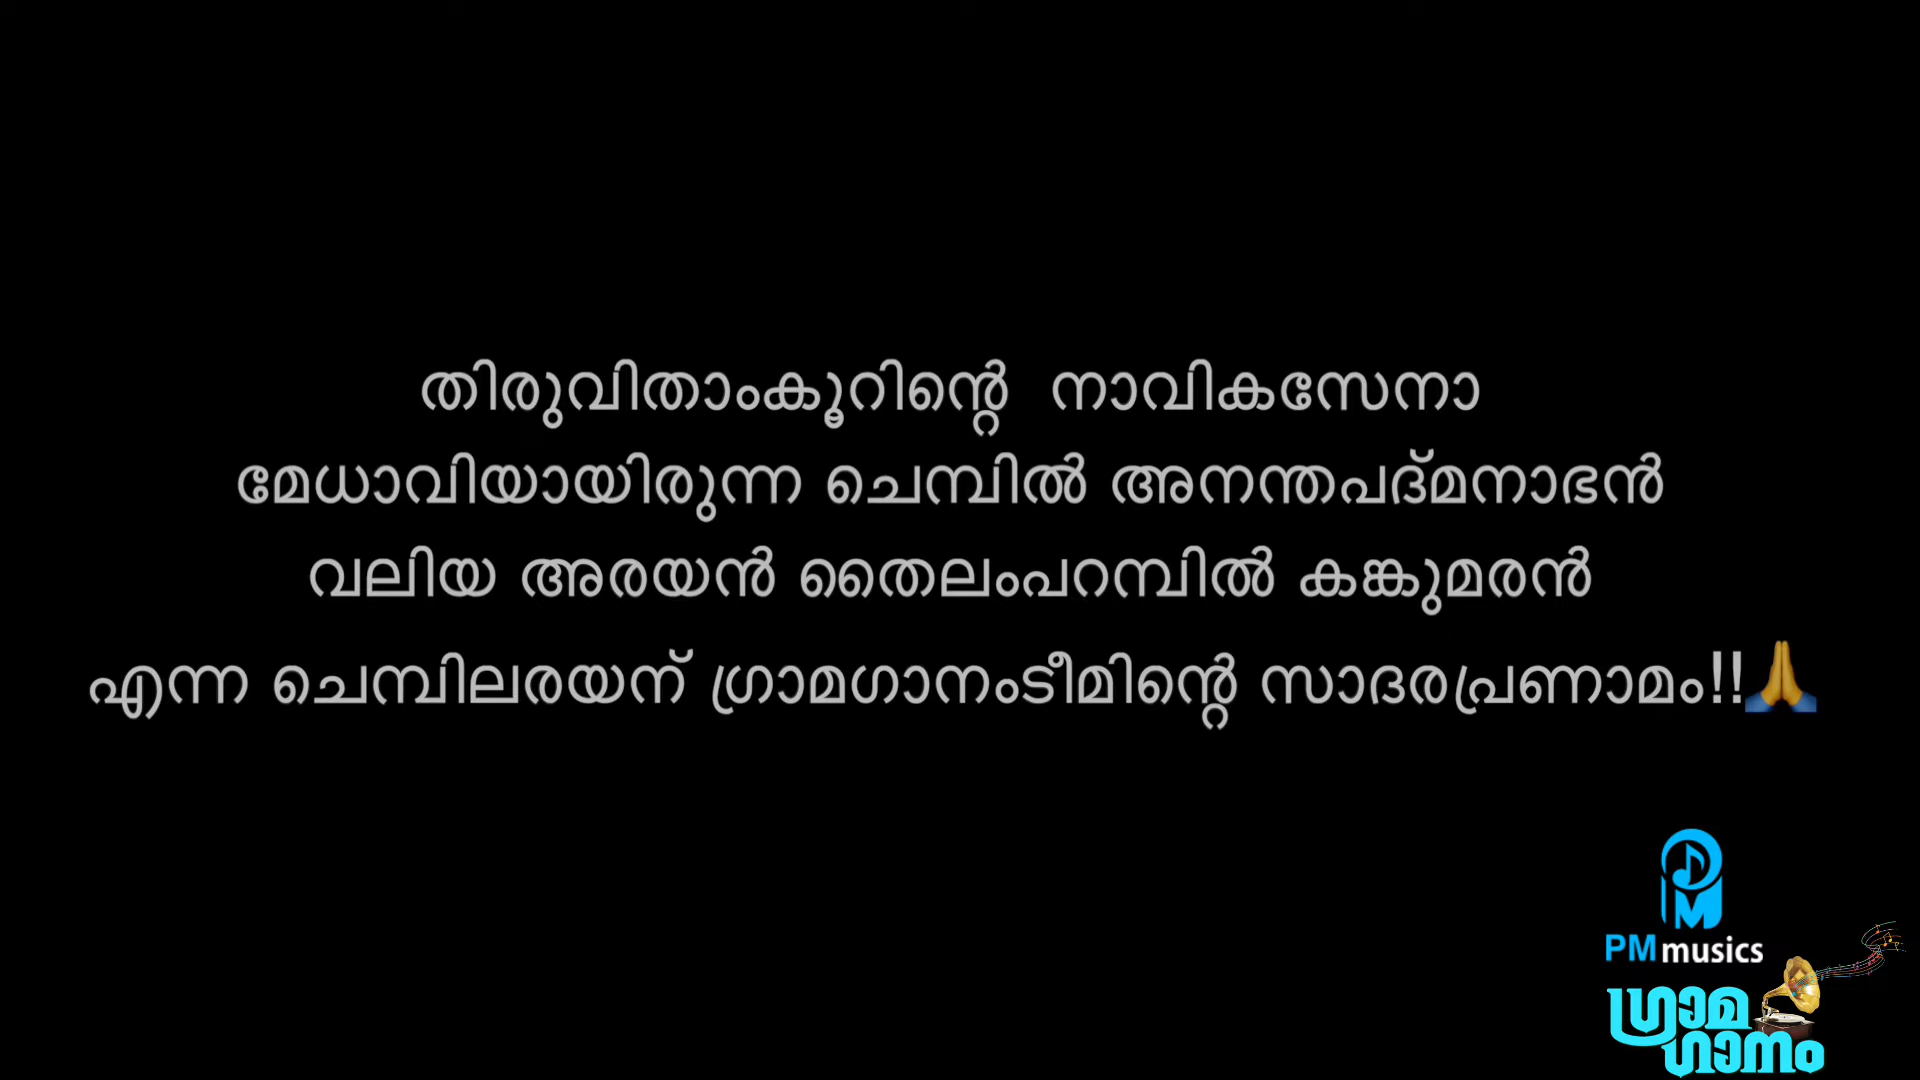 തിരുവിതാംകൂറിന്റെ നാവികസേനാ
മേധാവിയായിരുന്ന ചെമ്പിൽ അനന്തപദ്മനാഭൻ
വലിയ അരയൻ തൈലംപറമ്പിൽ കങ്കുമരൻ
എന്ന ചെമ്പിലരയന് ഗ്രാമഗാനംടീമിന്റെ സാദരപ്രണാമം!!🙏
PM musics
ഗ്രാമ
ഗാനം